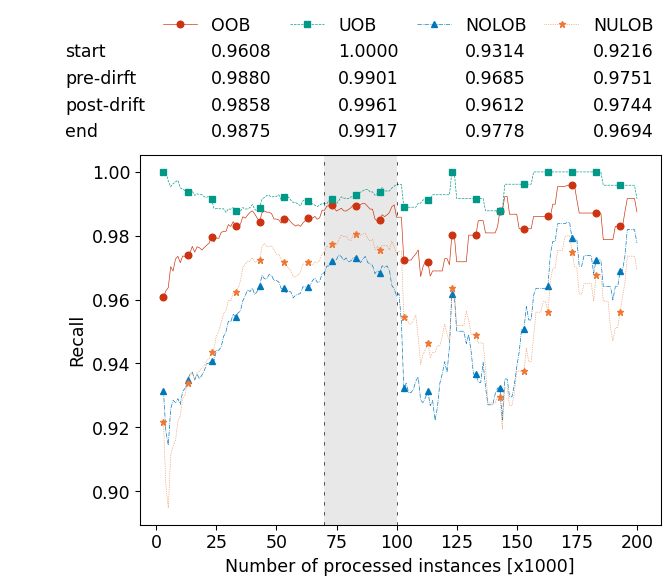 OOB UOB NOLOB NULOB
start 0.9608 1.0000 0.9314 0.9216
pre-dirft 0.9880 0.9901 0.9685 0.9751
post-drift 0.9858 0.9961 0.9612 0.9744
end 0.9875 0.9917 0.9778 0.9694
1.00
0.98
0.96
0.94
0.92
0.90
Recall
0 25 50 75 100 125 150 175 200
Number of processed instances [x1000]